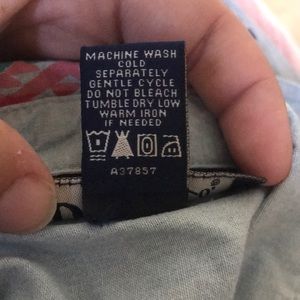 MACHINE WASH
COLD
SEPARATELY
GENTLE CYCLE
DO NOT BLEACH
TUMBLE DRY LOW
WARM IRON
IF NEEDED
A37857